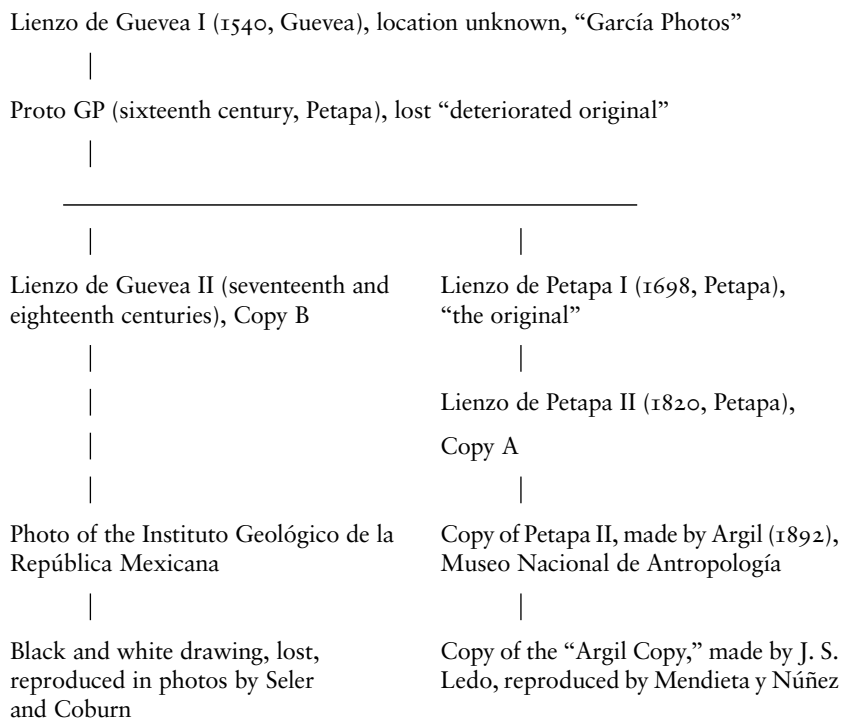 Lienzo de Guevea I (1540, Guevea), location unknown, “García Photos”
Proto GP (sixteenth century, Petapa), lost “deteriorated original”
Lienzo de Guevea II (seventeenth and
eighteenth centuries), Copy B
Lienzo de Petapa I (1698, Petapa),
“the original”
Lienzo de Petapa II (1820, Petapa),
Copy A
Photo of the Instituto Geológico de la
República Mexicana
Copy of Petapa II, made by Argil (1892),
Museo Nacional de Antropología
Black and white drawing, lost,
reproduced in photos by Seler
and Coburn
Copy of the “Argil Copy,” made by J. S.
Ledo, reproduced by Mendieta y Núñez